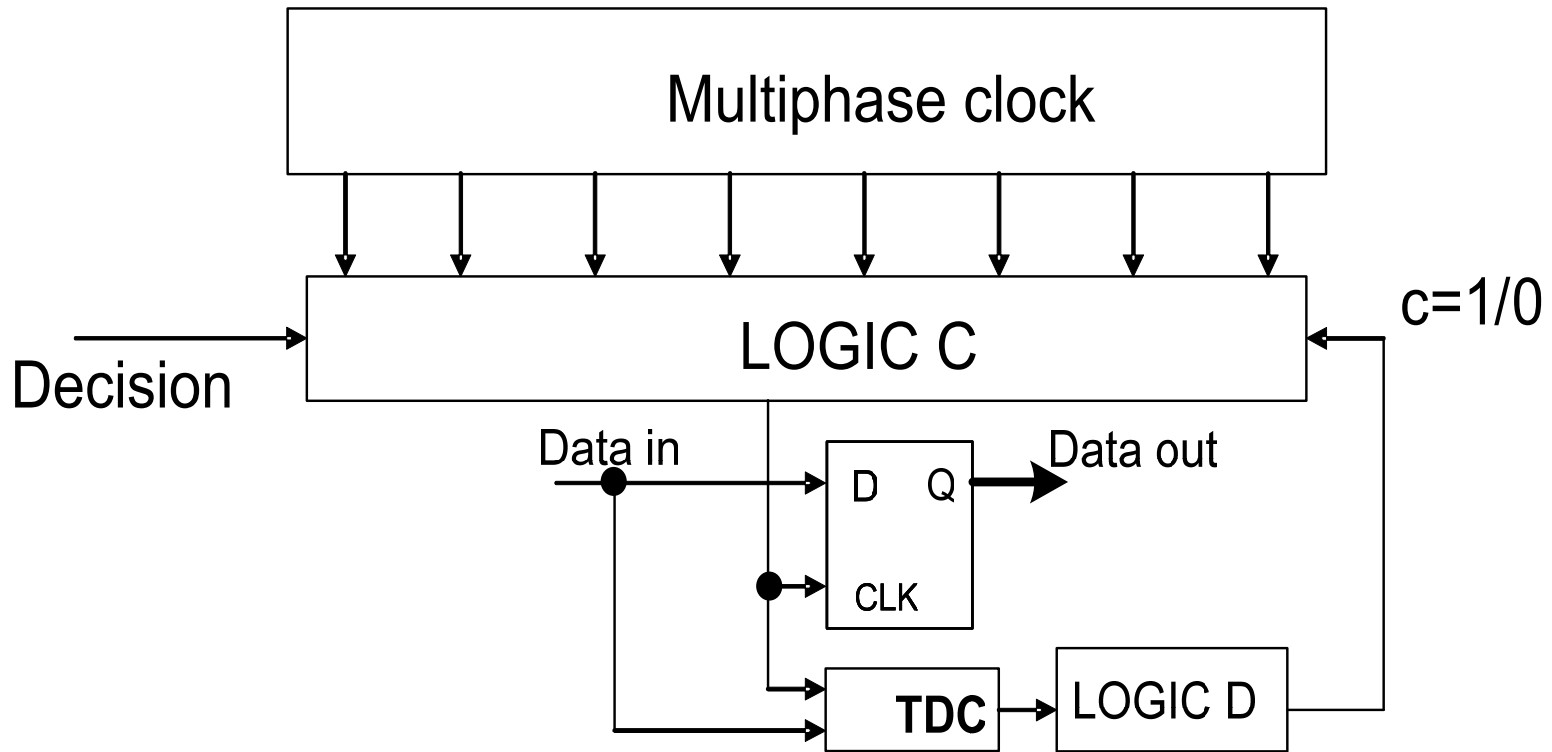 Multiphase clock
c=1/0
LOGIC C
Decision
Data in
Data out
D Q
CLK
TDC
LOGIC D